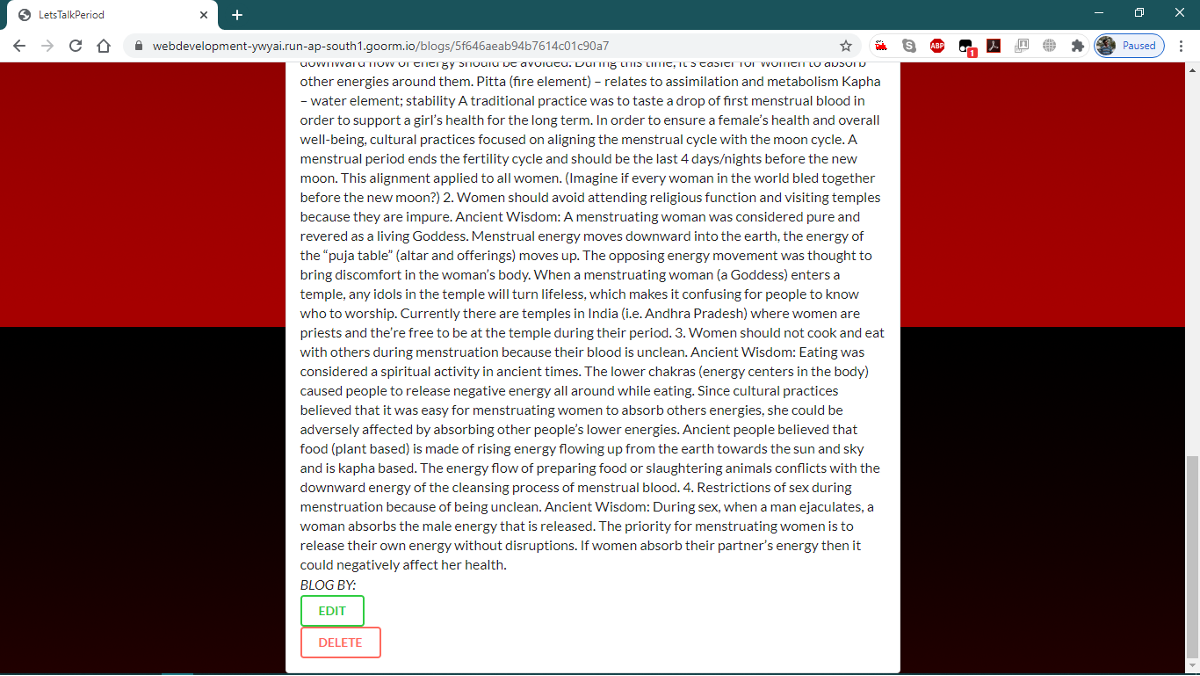 LetsTalkPeriod
webdevelopment-ywyai.run-ap-south1.goorm.io/blogs/5f646aeab94b7614c01c90a7
ABP
1
Paused
downward flow of energy should be avoided. During this time, it's easier for women to absorb
other energies around them. Pitta (fire element) – relates to assimilation and metabolism Kapha
– water element; stability A traditional practice was to taste a drop of first menstrual blood in
order to support a girl's health for the long term. In order to ensure a female's health and overall
well-being, cultural practices focused on aligning the menstrual cycle with the moon cycle. A
menstrual period ends the fertility cycle and should be the last 4 days/nights before the new
moon. This alignment applied to all women. (Imagine if every woman in the world bled together
before the new moon?) 2. Women should avoid attending religious function and visiting temples
because they are impure. Ancient Wisdom: A menstruating woman was considered pure and
revered as a living Goddess. Menstrual energy moves downward into the earth, the energy of
the “puja table” (altar and offerings) moves up. The opposing energy movement was thought to
bring discomfort in the woman's body. When a menstruating woman (a Goddess) enters a
temple, any idols in the temple will turn lifeless, which makes it confusing for people to know
who to worship. Currently there are temples in India (i.e. Andhra Pradesh) where women are
priests and the're free to be at the temple during their period. 3. Women should not cook and eat
with others during menstruation because their blood is unclean. Ancient Wisdom: Eating was
considered a spiritual activity in ancient times. The lower chakras (energy centers in the body)
caused people to release negative energy all around while eating. Since cultural practices
believed that it was easy for menstruating women to absorb others energies, she could be
adversely affected by absorbing other people's lower energies. Ancient people believed that
food (plant based) is made of rising energy flowing up from the earth towards the sun and sky
and is kapha based. The energy flow of preparing food or slaughtering animals conflicts with the
downward energy of the cleansing process of menstrual blood. 4. Restrictions of sex during
menstruation because of being unclean. Ancient Wisdom: During sex, when a man ejaculates, a
woman absorbs the male energy that is released. The priority for menstruating women is to
release their own energy without disruptions. If women absorb their partner's energy then it
could negatively affect her health.
BLOG BY:
EDIT
DELETE